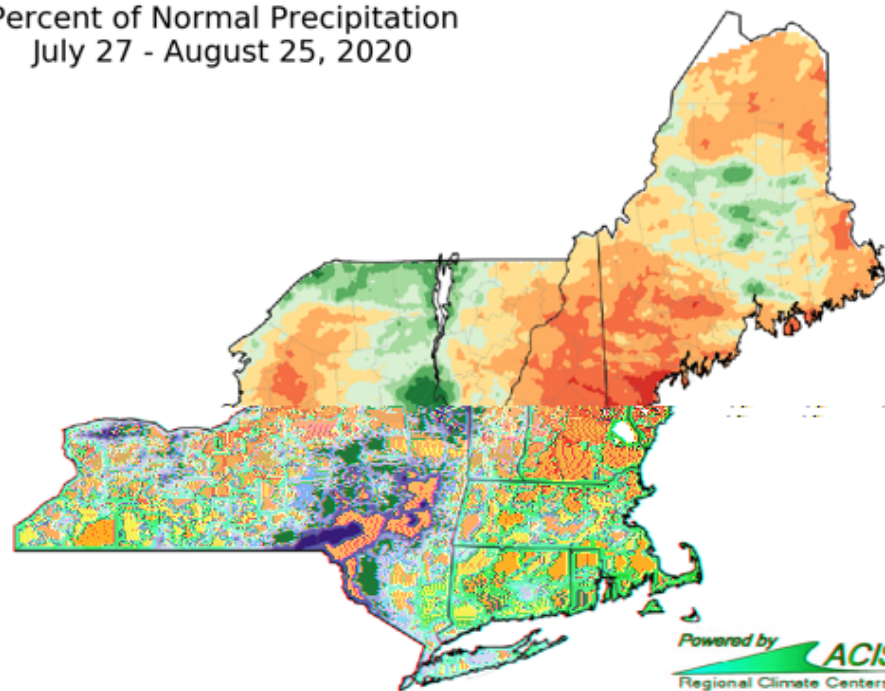 Percent of Normal Precipitation
July 27 - August 25, 2020
Powered by
ACIS
Regional Climate Centers